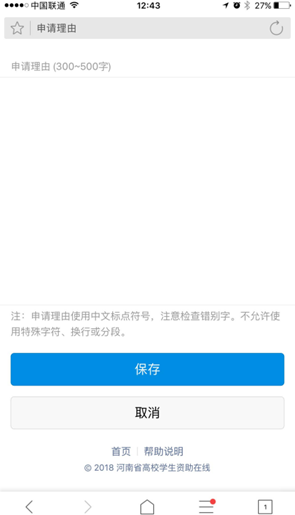 中国联通 12:43 27%
申请理由
申请理由 (300~500字)
注：申请理由使用中文标点符号，注意检查错别字。不允许使
用特殊字符、换行或分段。
保存
取消
首页 | 帮助说明
© 2018 河南省高校学生资助在线
1